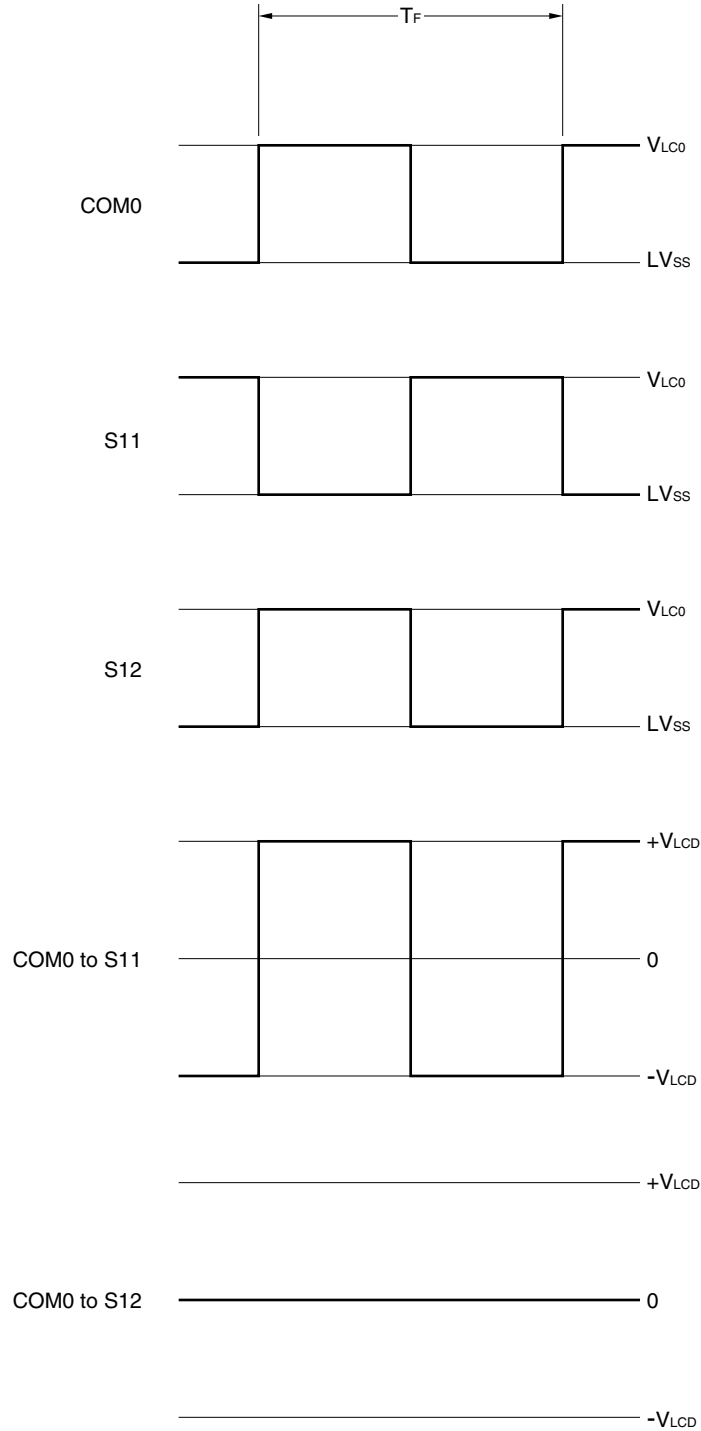 TF
VLC0
COM0
LVSS
VLC0
S11
LVSS
VLC0
S12
LVSS
+VLCD
COM0 to S11
0
-VLCD
+VLCD
COM0 to S12
0
-VLCD